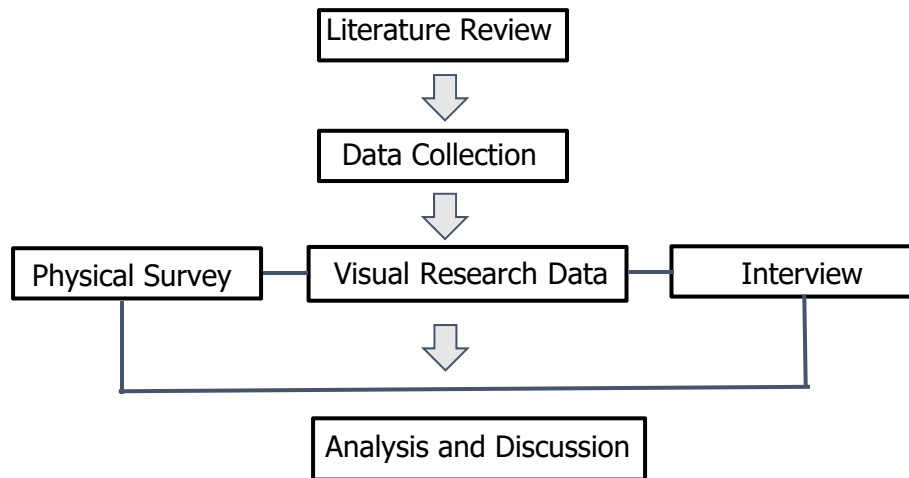 Literature Review
Data Collection
Physical Survey
Visual Research Data
Interview
Analysis and Discussion